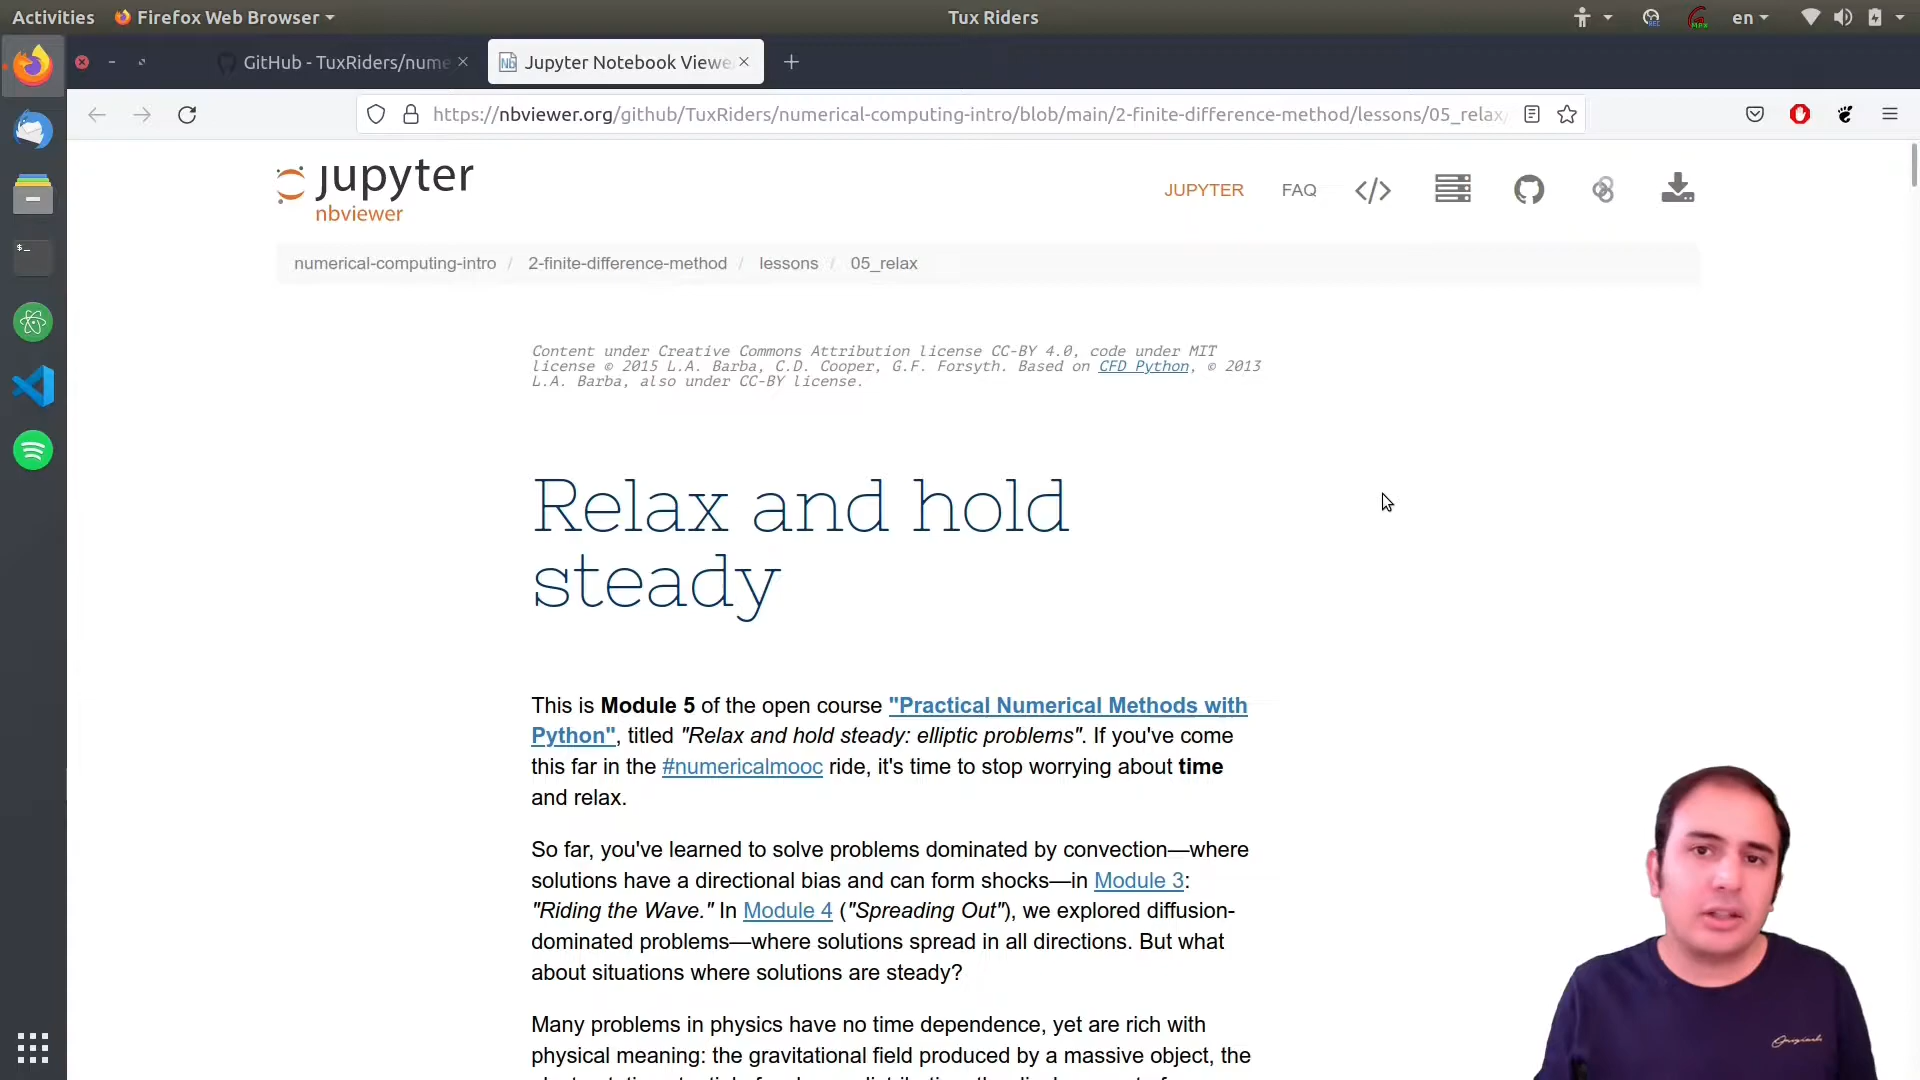 Activities Firefox Web Browser Tux Riders en
GitHub - TuxRiders/nume Jupyter Notebook Viewe
https://nbviewer.org/github/TuxRiders/numerical-computing-intro/blob/main/2-finite-difference-method/lessons/05_relax/
jupyter
nbviewer
JUPYTER FAQ
numerical-computing-intro / 2-finite-difference-method / lessons / 05_relax
Content under Creative Commons Attribution license CC-BY 4.0, code under MIT
license © 2015 L.A. Barba, C.D. Cooper, G.F. Forsyth. Based on CFD Python, © 2013
L.A. Barba, also under CC-BY license.
Relax and hold
steady
This is Module 5 of the open course "Practical Numerical Methods with
Python", titled "Relax and hold steady: elliptic problems". If you've come
this far in the #numericalmooc ride, it's time to stop worrying about time
and relax.
So far, you've learned to solve problems dominated by convection—where
solutions have a directional bias and can form shocks—in Module 3:
"Riding the Wave." In Module 4 ("Spreading Out"), we explored diffusion-
dominated problems—where solutions spread in all directions. But what
about situations where solutions are steady?
Many problems in physics have no time dependence, yet are rich with
physical meaning: the gravitational field produced by a massive object, the